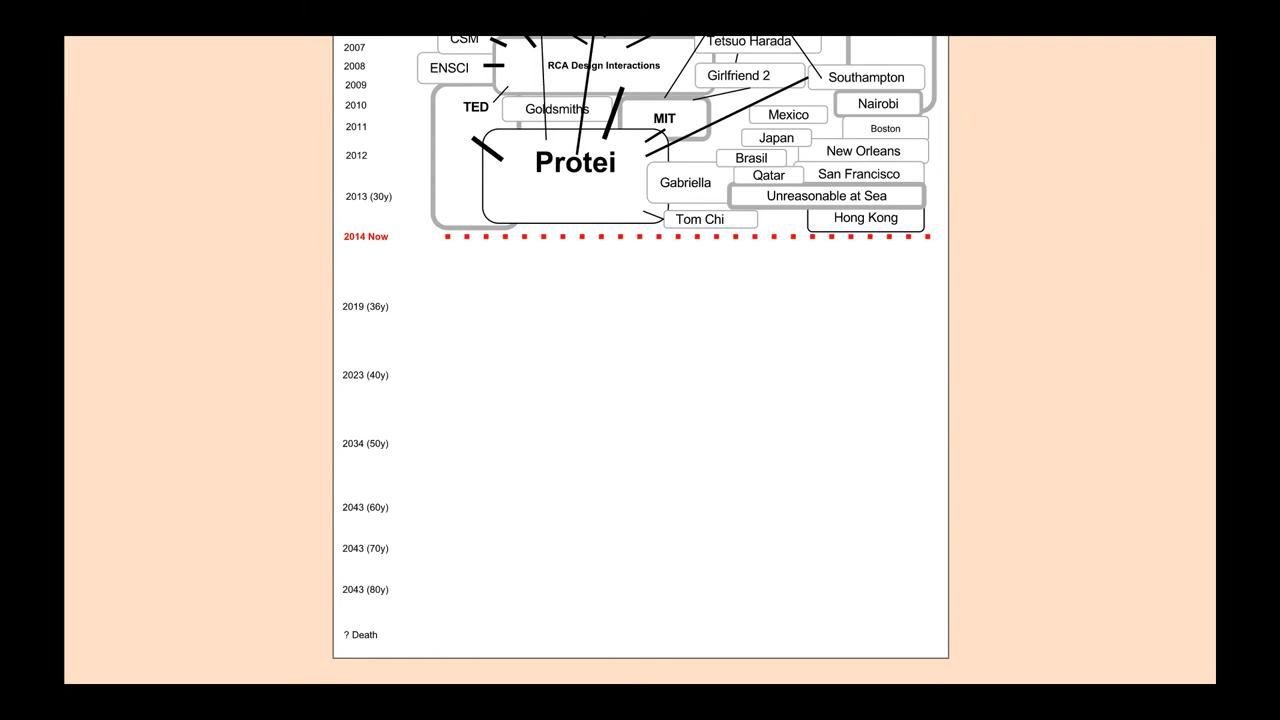 CSM
2007
Tetsuo Harada
2008
ENSCI
RCA Design Interactions
Girlfriend 2
Southampton
2009
2010
TED
Goldsmiths
MIT
Nairobi
Mexico
2011
Boston
Japan
2012
Protei
Brasil
New Orleans
Qatar
San Francisco
Gabriella
2013 (30y)
Unreasonable at Sea
Tom Chi
Hong Kong
2014 Now
2019 (36y)
2023 (40y)
2034 (50y)
2043 (60y)
2043 (70y)
2043 (80y)
? Death